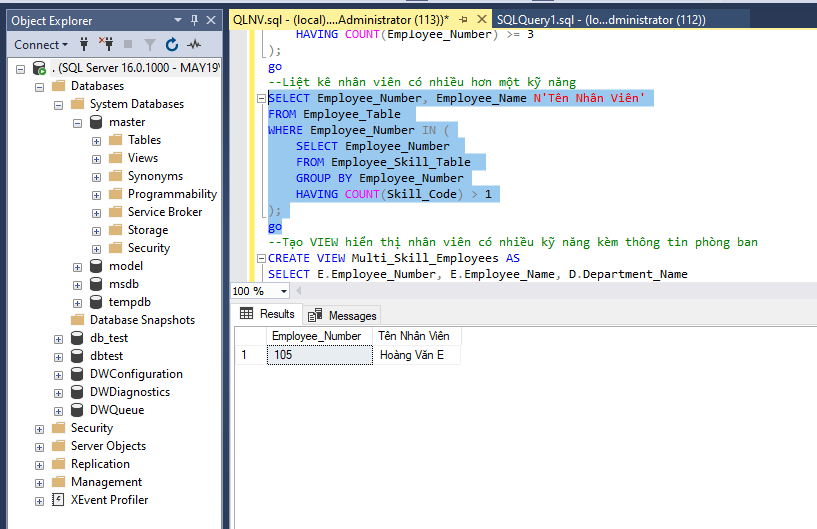 Object Explorer
Connect
. (SQL Server 16.0.1000 - MAY19\
Databases
System Databases
master
Tables
Views
Synonyms
Programmability
Service Broker
Storage
Security
model
msdb
tempdb
Database Snapshots
db_test
dbtest
DWConfiguration
DWDiagnostics
DWQueue
Security
Server Objects
Replication
Management
XEvent Profiler
QLNV.sql - (local)....Administrator (113))*
SQLQuery1.sql - (lo...dministrator (112))
HAVING COUNT(Employee_Number) >= 3
);
go
--Liệt kê nhân viên có nhiều hơn một kỹ năng
SELECT Employee_Number, Employee_Name N'Tên Nhân Viên'
FROM Employee_Table
WHERE Employee_Number IN (
SELECT Employee_Number
FROM Employee_Skill_Table
GROUP BY Employee_Number
HAVING COUNT(Skill_Code) > 1
);
go
--Tạo VIEW hiển thị nhân viên có nhiều kỹ năng kèm thông tin phòng ban
CREATE VIEW Multi_Skill_Employees AS
SELECT E.Employee_Number, E.Employee_Name, D.Department_Name
100 %
Results
Messages
Employee_Number Tên Nhân Viên
1 105 Hoàng Văn E